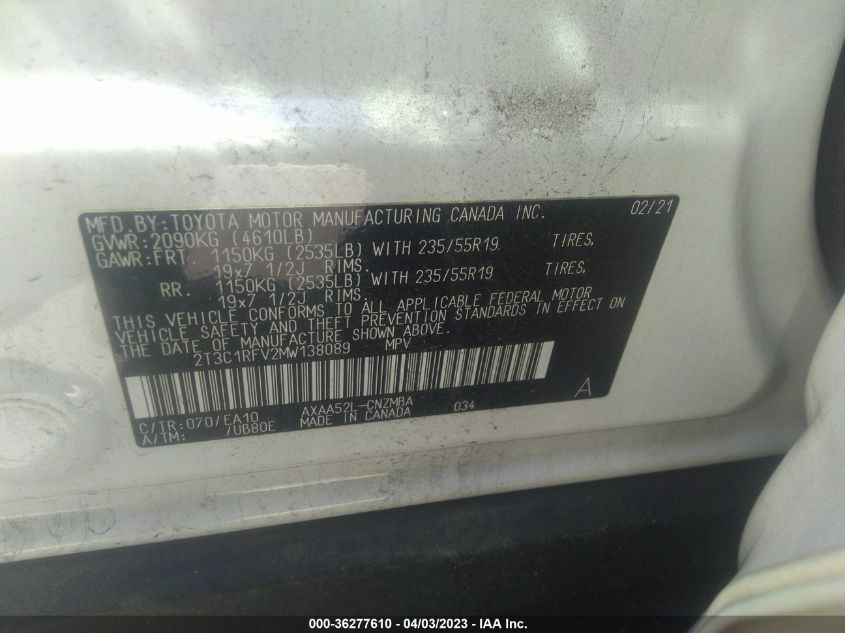 MFD. BY: TOYOTA MOTOR MANUFACTURING CANADA INC. 02/21
GVWR: 2090KG (4610LB)
GAWR: FRT 1150KG (2535LB) WITH 235/55R19 TIRES,
19x7 1/2J RIMS.
RR. 1150KG (2535LB) WITH 235/55R19 TIRES,
19x7 1/2J RIMS.
THIS VEHICLE CONFORMS TO ALL APPLICABLE FEDERAL MOTOR
VEHICLE SAFETY AND THEFT PREVENTION STANDARDS IN EFFECT ON
THE DATE OF MANUFACTURE SHOWN ABOVE.
2T3C1RFV2MW138089 MPV
C/TR: 070/EA10 AXAA52L-CNZMBA 034 A
A/TM: /UB80E MADE IN CANADA
000-36277610 - 04/03/2023 - IAA Inc.